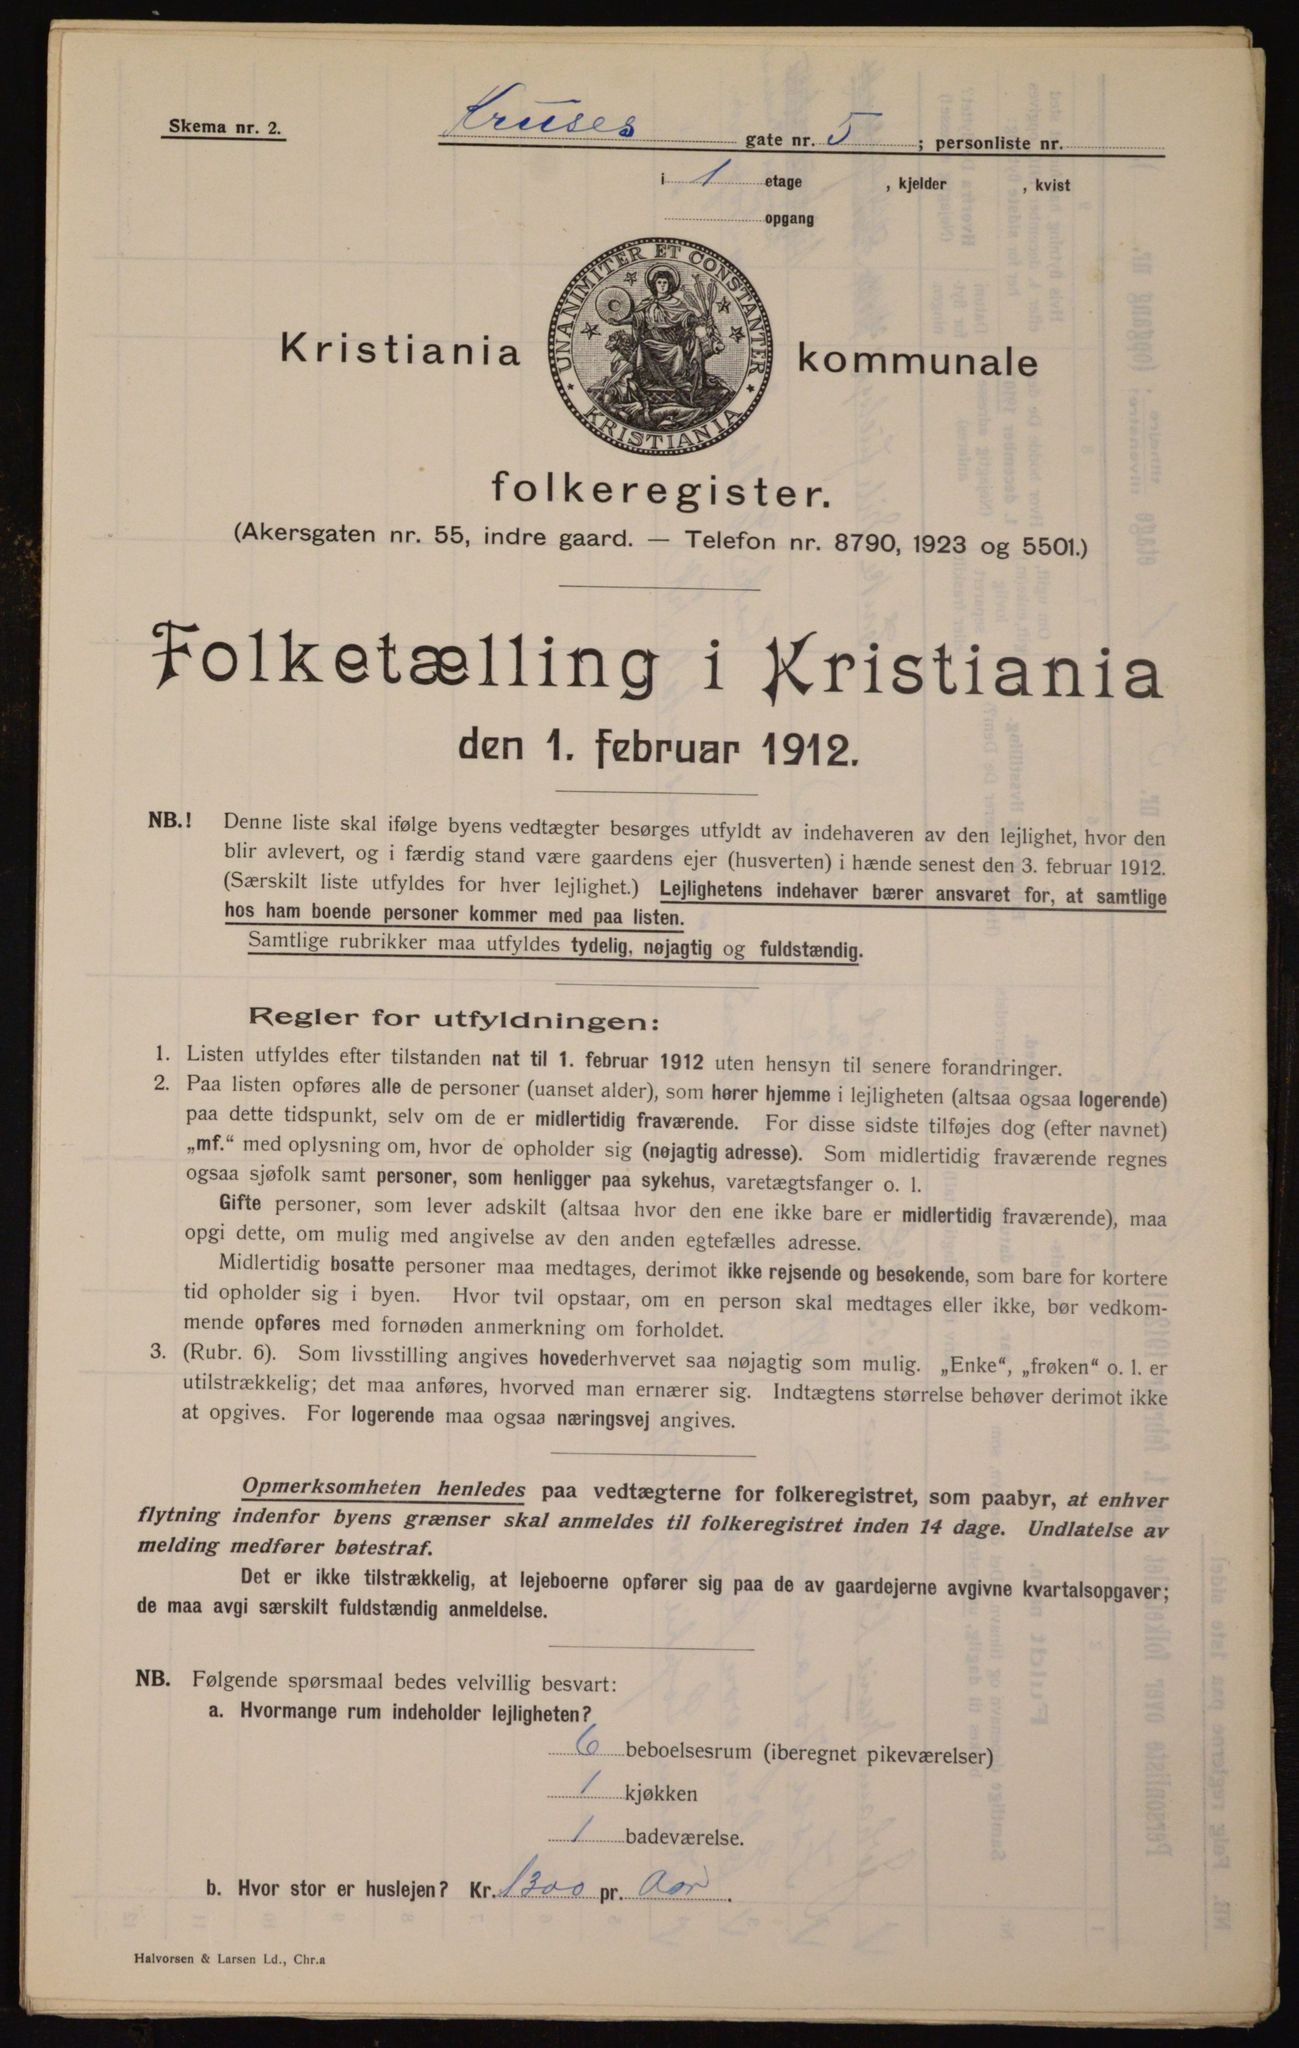 Skema nr. 2.
Kruses gate nr. 5 ; personliste nr.
i 1 etage , kjelder , kvist
opgang
UNANIMITER ET CONSTANTER
KRISTIANIA
Kristiania kommunale
folkeregister.
(Akersgaten nr. 55, indre gaard. — Telefon nr. 8790, 1923 og 5501.)
Folketælling i Kristiania
den 1. februar 1912.
NB.! Denne liste skal ifølge byens vedtægter besørges utfyldt av indehaveren av den lejlighet, hvor den
blir avlevert, og i færdig stand være gaardens ejer (husverten) i hænde senest den 3. februar 1912.
(Særskilt liste utfyldes for hver lejlighet.) Lejlighetens indehaver bærer ansvaret for, at samtlige
hos ham boende personer kommer med paa listen.
Samtlige rubrikker maa utfyldes tydelig, nøjagtig og fuldstændig.
Regler for utfyldningen:
1. Listen utfyldes efter tilstanden nat til 1. februar 1912 uten hensyn til senere forandringer.
2. Paa listen opføres alle de personer (uanset alder), som hører hjemme i lejligheten (altsaa ogsaa logerende)
paa dette tidspunkt, selv om de er midlertidig fraværende. For disse sidste tilføjes dog (efter navnet)
„mf.“ med oplysning om, hvor de opholder sig (nøjagtig adresse). Som midlertidig fraværende regnes
ogsaa sjøfolk samt personer, som henligger paa sykehus, varetægtsfanger o. l.
Gifte personer, som lever adskilt (altsaa hvor den ene ikke bare er midlertidig fraværende), maa
opgi dette, om mulig med angivelse av den anden egtefælles adresse.
Midlertidig bosatte personer maa medtages, derimot ikke rejsende og besøkende, som bare for kortere
tid opholder sig i byen. Hvor tvil opstaar, om en person skal medtages eller ikke, bør vedkom-
mende opføres med fornøden anmerkning om forholdet.
3. (Rubr. 6). Som livsstilling angives hovederhvervet saa nøjagtig som mulig. „Enke“, „frøken“ o. l. er
utilstrækkelig; det maa anføres, hvorved man ernærer sig. Indtægtens størrelse behøver derimot ikke
at opgives. For logerende maa ogsaa næringsvej angives.
Opmerksomheten henledes paa vedtægterne for folkeregistret, som paabyr, at enhver
flytning indenfor byens grænser skal anmeldes til folkeregistret inden 14 dage. Undlatelse av
melding medfører bøtestraf.
Det er ikke tilstrækkelig, at lejeboerne opfører sig paa de av gaardejerne avgivne kvartalsopgaver;
de maa avgi særskilt fuldstændig anmeldelse.
NB. Følgende spørsmaal bedes velvillig besvart:
a. Hvormange rum indeholder lejligheten?
6 beboelsesrum (iberegnet pikeværelser)
1 kjøkken
1 badeværelse.
b. Hvor stor er huslejen? Kr. 1300 pr. Aar.
Halvorsen & Larsen Ld., Chr.a